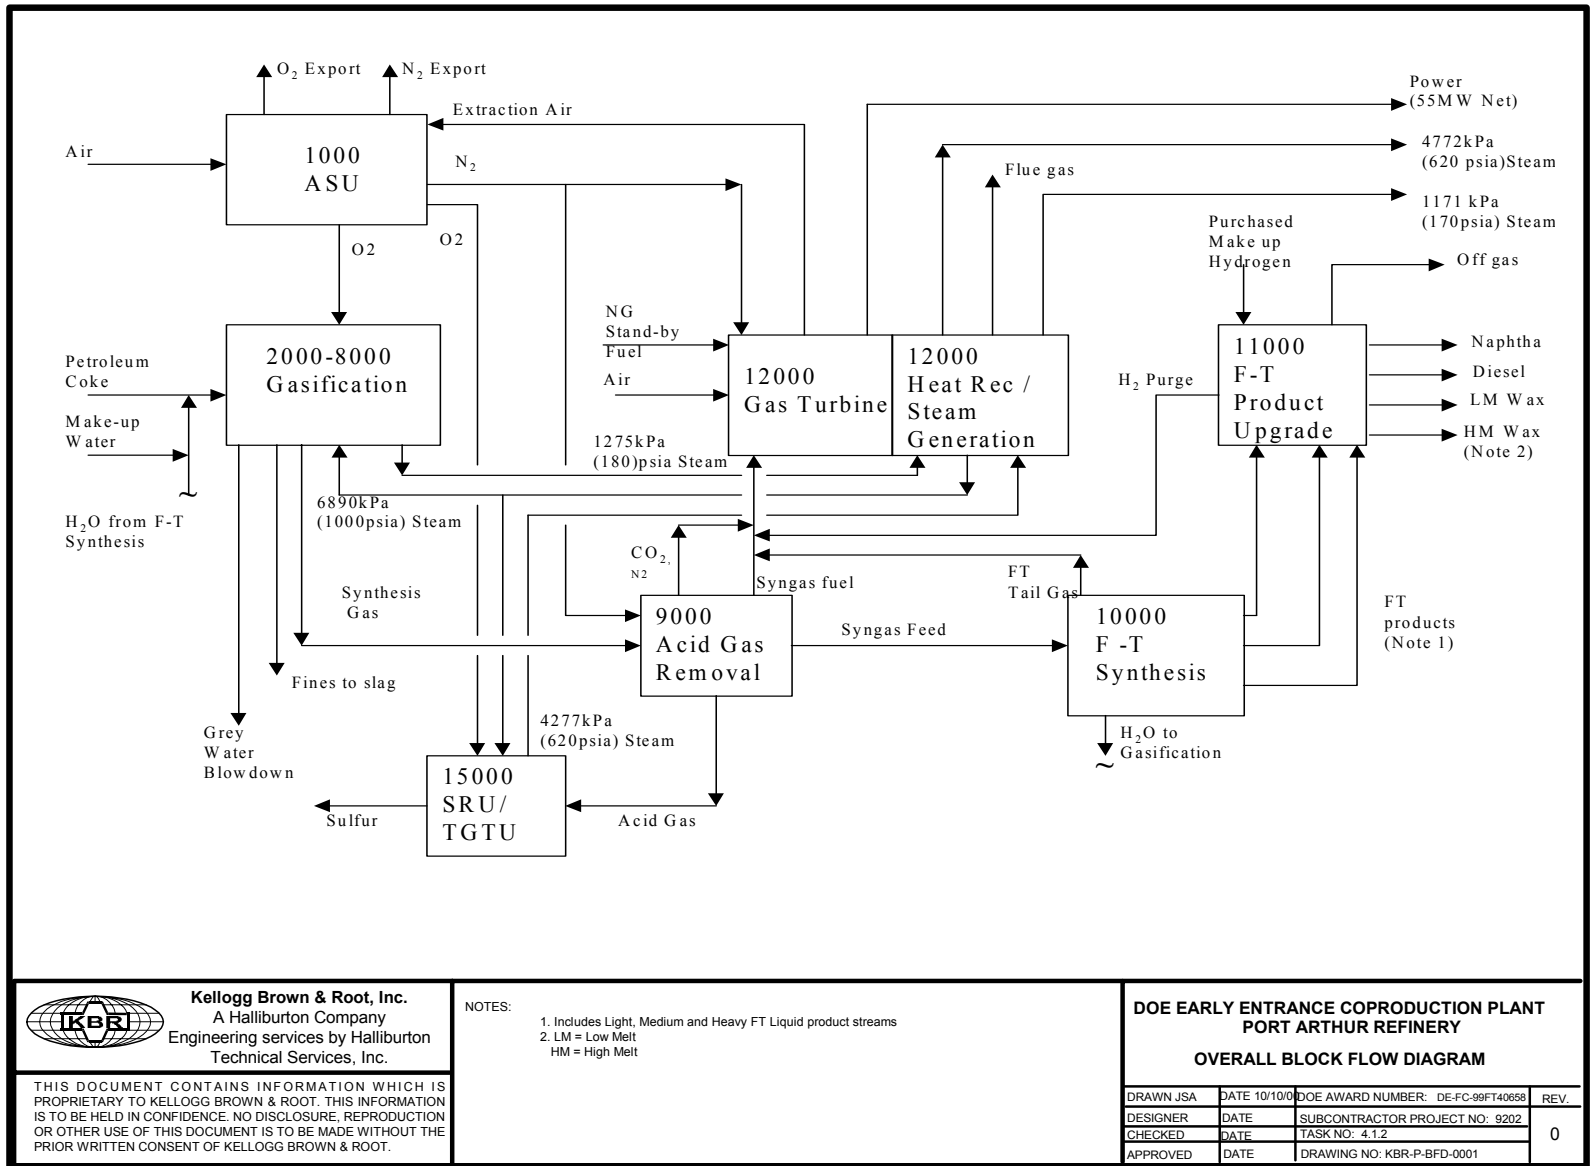 O2 Export
N2 Export
Power
(55MW Net)
Extraction Air
4772kPa
(620 psia)Steam
Air
1000
ASU
N2
Flue gas
1171 kPa
(170psia) Steam
O2
O2
Purchased
Make up
Hydrogen
Off gas
NG
Stand-by
Fuel
Air
Petroleum
Coke
2000-8000
Gasification
12000
Gas Turbine
12000
Heat Rec /
Steam
Generation
H2 Purge
11000
F-T
Product
Upgrade
Naphtha
Diesel
LM Wax
HM Wax
(Note 2)
Make-up
Water
1275kPa
(180)psia Steam
6890kPa
(1000psia) Steam
~
H2O from F-T
Synthesis
CO2,
N2
Syngas fuel
FT
Tail Gas
Synthesis
Gas
9000
Acid Gas
Removal
Syngas Feed
10000
F -T
Synthesis
FT
products
(Note 1)
Fines to slag
Grey
Water
Blowdown
4277kPa
(620psia) Steam
H2O to
Gasification
~
15000
SRU/
TGTU
Sulfur
Acid Gas
KBR
Kellogg Brown & Root, Inc.
A Halliburton Company
Engineering services by Halliburton
Technical Services, Inc.
THIS DOCUMENT CONTAINS INFORMATION WHICH IS
PROPRIETARY TO KELLOGG BROWN & ROOT. THIS INFORMATION
IS TO BE HELD IN CONFIDENCE. NO DISCLOSURE, REPRODUCTION
OR OTHER USE OF THIS DOCUMENT IS TO BE MADE WITHOUT THE
PRIOR WRITTEN CONSENT OF KELLOGG BROWN & ROOT.
NOTES:
1. Includes Light, Medium and Heavy FT Liquid product streams
2. LM = Low Melt
HM = High Melt
DOE EARLY ENTRANCE COPRODUCTION PLANT
PORT ARTHUR REFINERY
OVERALL BLOCK FLOW DIAGRAM
DRAWN JSA DATE 10/10/00 DOE AWARD NUMBER: DE-FC-99FT40658 REV.
DESIGNER DATE SUBCONTRACTOR PROJECT NO: 9202
CHECKED DATE TASK NO: 4.1.2 0
APPROVED DATE DRAWING NO: KBR-P-BFD-0001